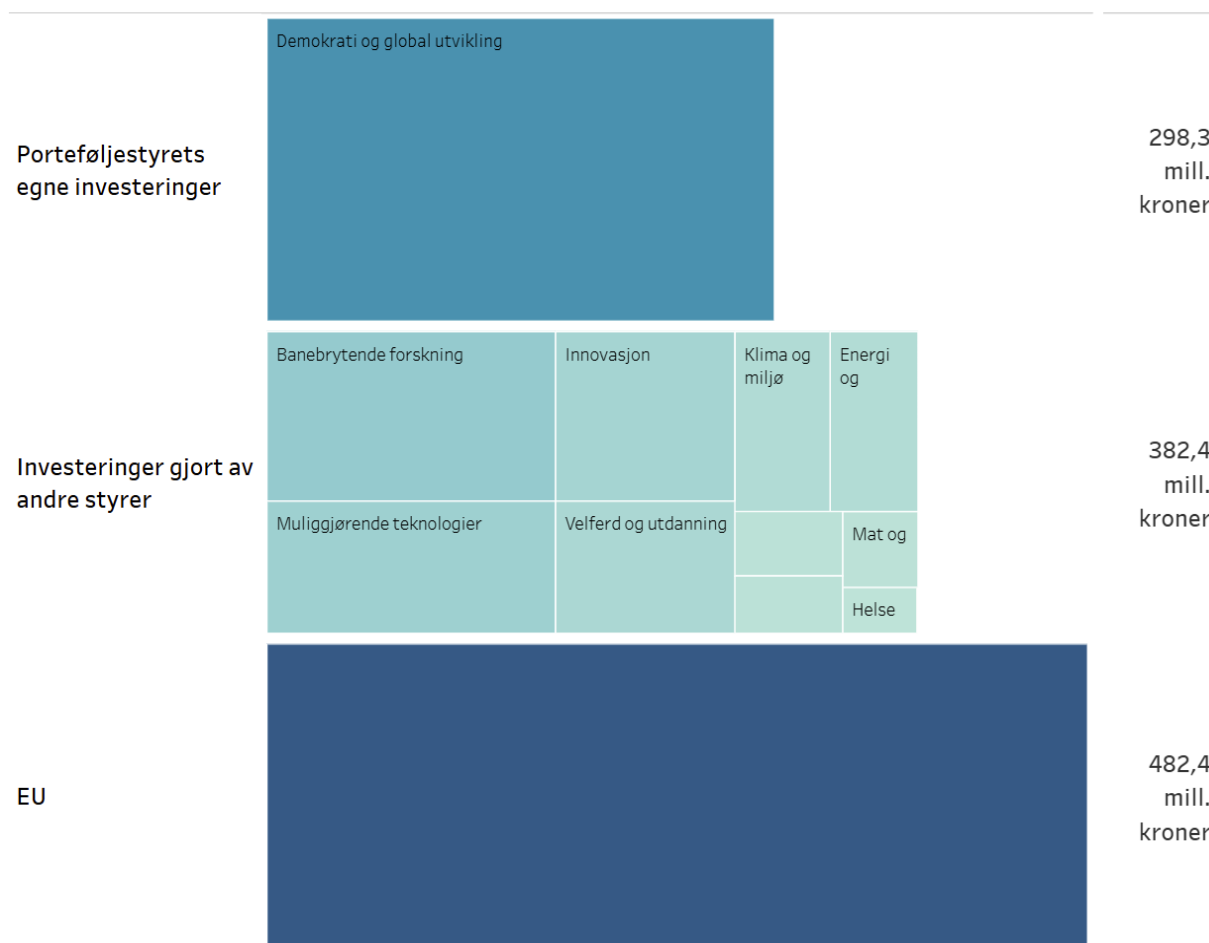 Demokrati og global utvikling
Porteføljestyrets
egne investeringer
298,3
mill.
kroner
Banebrytende forskning
Innovasjon
Klima og
miljø
Energi
og
Investeringer gjort av
andre styrer
Muliggjørende teknologier
Velferd og utdanning
Mat og
Helse
382,4
mill.
kroner
EU
482,4
mill.
kroner